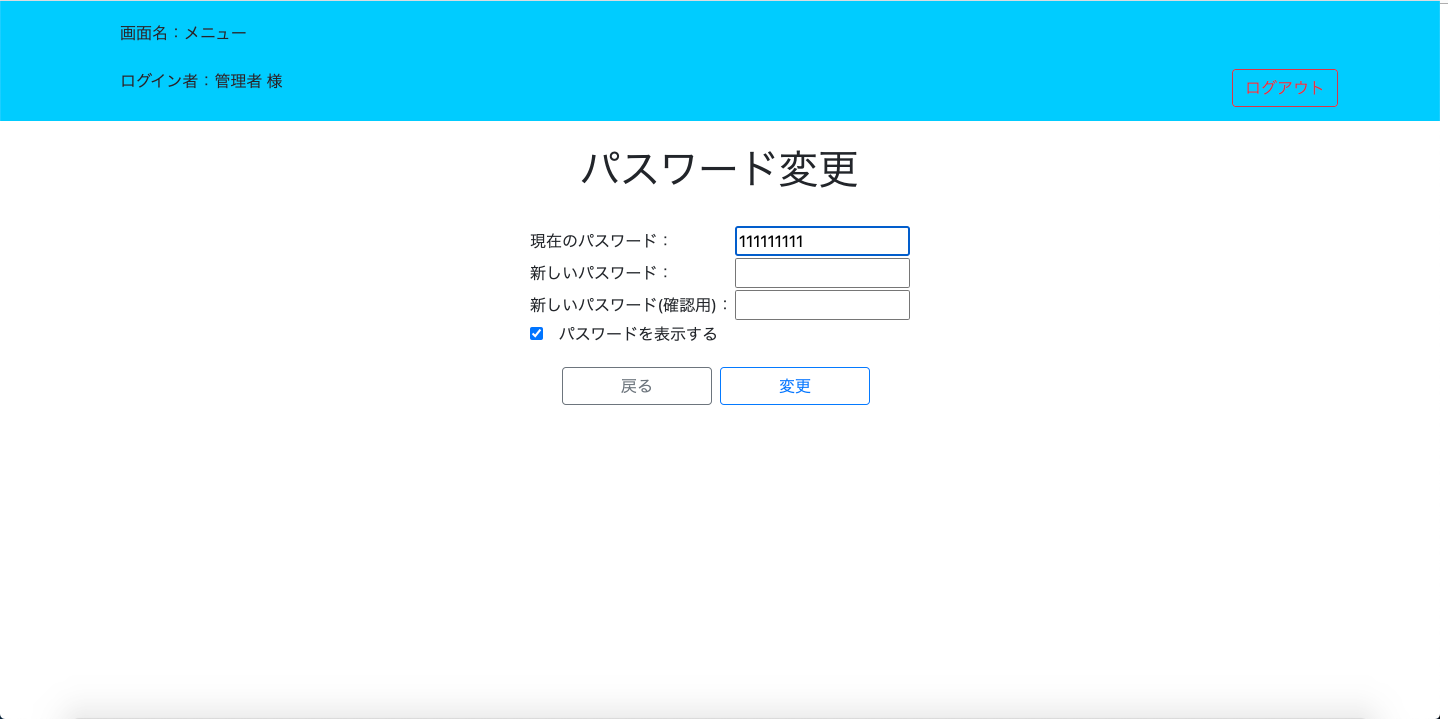 画面名：メニュー
ログイン者：管理者 様
ログアウト
パスワード変更
現在のパスワード： 111111111
新しいパスワード：
新しいパスワード(確認用)：
パスワードを表示する
戻る 変更